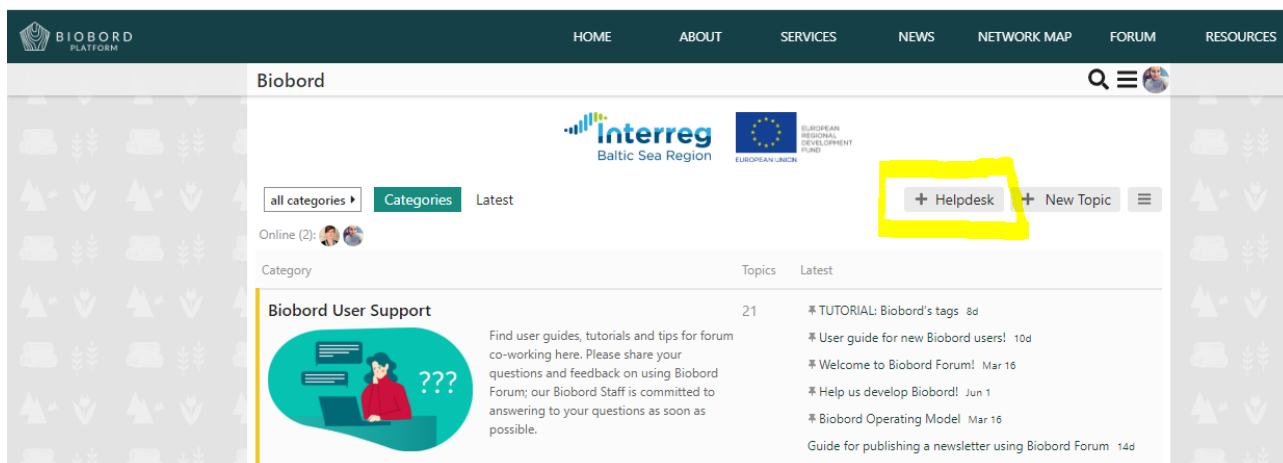 BIOBORD
PLATFORM
HOME ABOUT SERVICES NEWS NETWORK MAP FORUM RESOURCES
Biobord
Interreg
Baltic Sea Region
EUROPEAN UNION
EUROPEAN
REGIONAL
DEVELOPMENT
FUND
all categories Categories Latest + Helpdesk + New Topic
Online (2):
Category Topics Latest
Biobord User Support 21
???
Find user guides, tutorials and tips for forum
co-working here. Please share your
questions and feedback on using Biobord
Forum; our Biobord Staff is committed to
answering to your questions as soon as
possible.
TUTORIAL: Biobord's tags 8d
User guide for new Biobord users! 10d
Welcome to Biobord Forum! Mar 16
Help us develop Biobord! Jun 1
Biobord Operating Model Mar 16
Guide for publishing a newsletter using Biobord Forum 14d